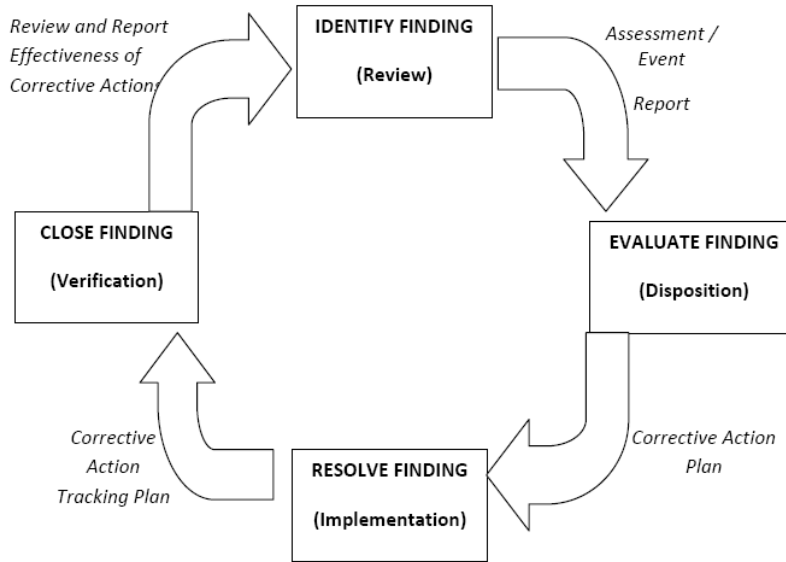 Review and Report
Effectiveness of
Corrective Actions
IDENTIFY FINDING
(Review)
Assessment /
Event
Report
CLOSE FINDING
(Verification)
EVALUATE FINDING
(Disposition)
Corrective
Action
Tracking Plan
RESOLVE FINDING
(Implementation)
Corrective Action
Plan